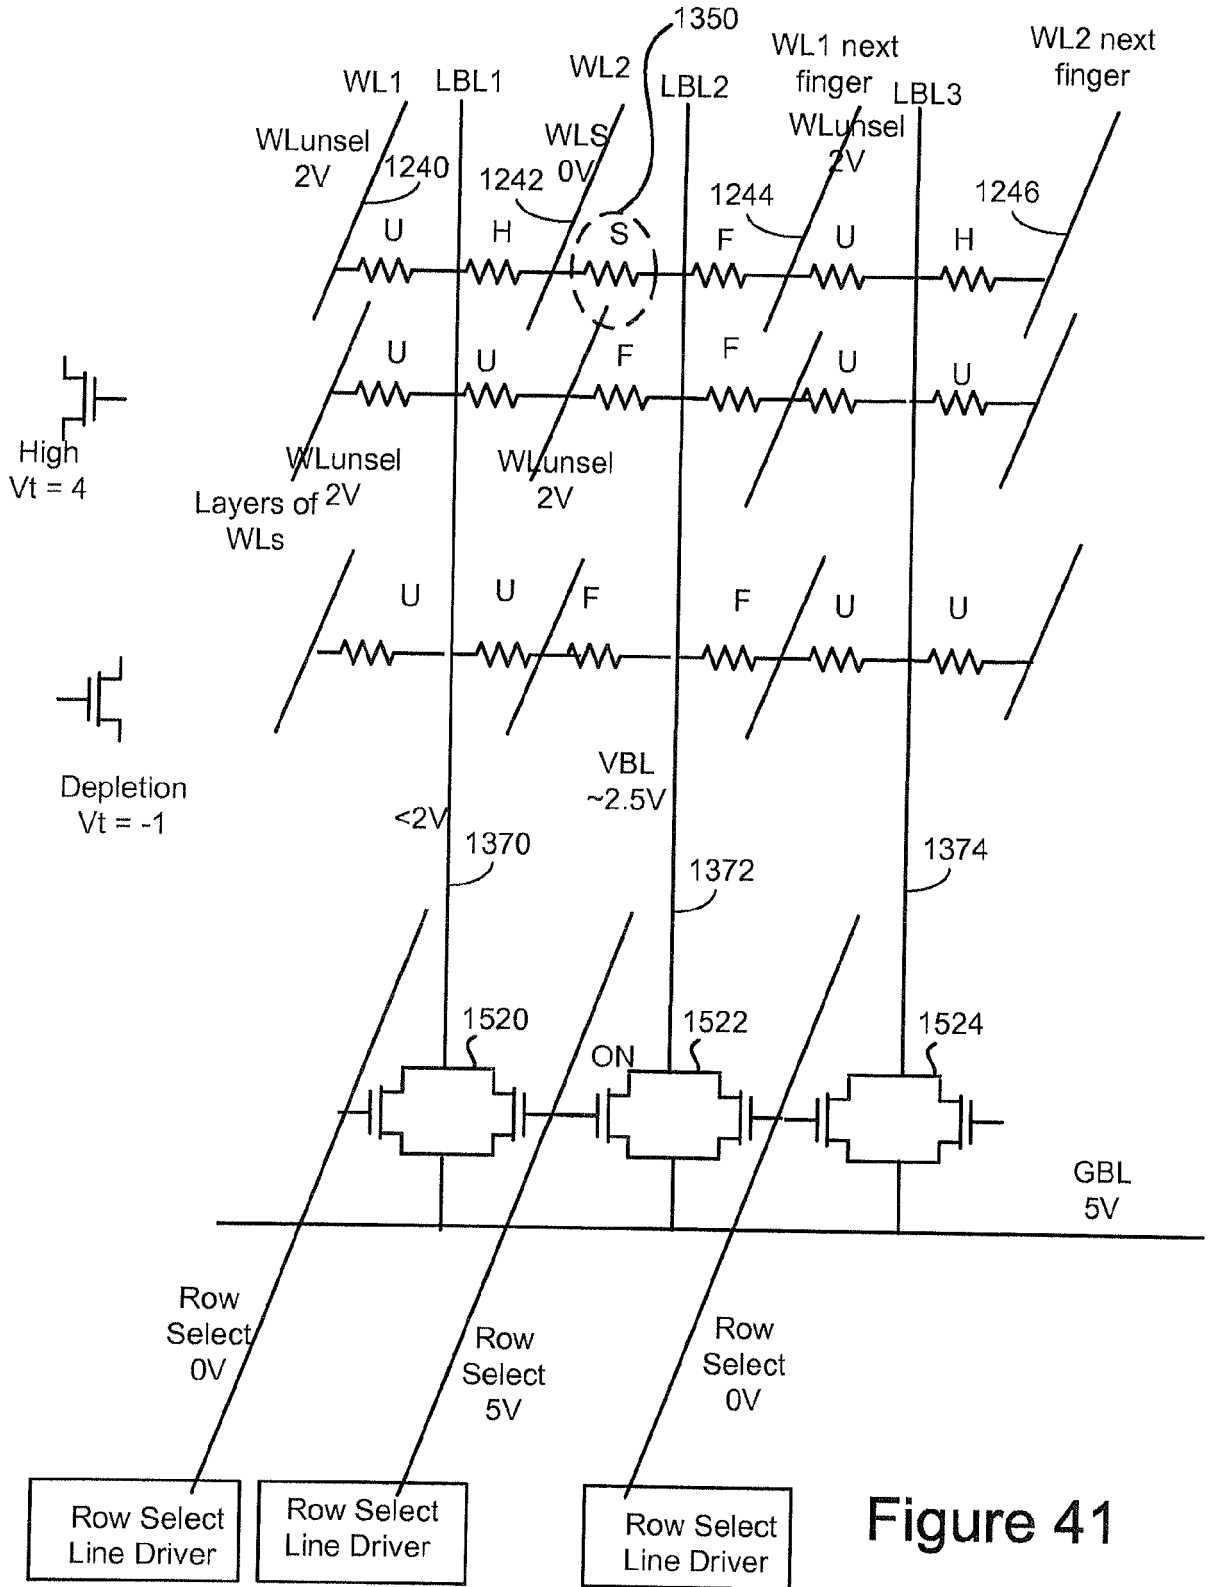 1350
WL1 next
finger
WL2 next
finger
WL1
LBL1
WL2
LBL2
LBL3
WLunsel
2V
WLS
0V
WLunsel
2V
1240
1242
1244
1246
U
H
S
F
U
H
U
U
F
F
U
U
High
Vt = 4
WLunsel
2V
WLunsel
2V
Layers of
WLs
U
U
F
F
U
U
Depletion
Vt = -1
<2V
VBL
~2.5V
1370
1372
1374
1520
ON
1522
1524
GBL
5V
Row
Select
0V
Row
Select
5V
Row
Select
0V
Row Select
Line Driver
Row Select
Line Driver
Row Select
Line Driver
Figure 41